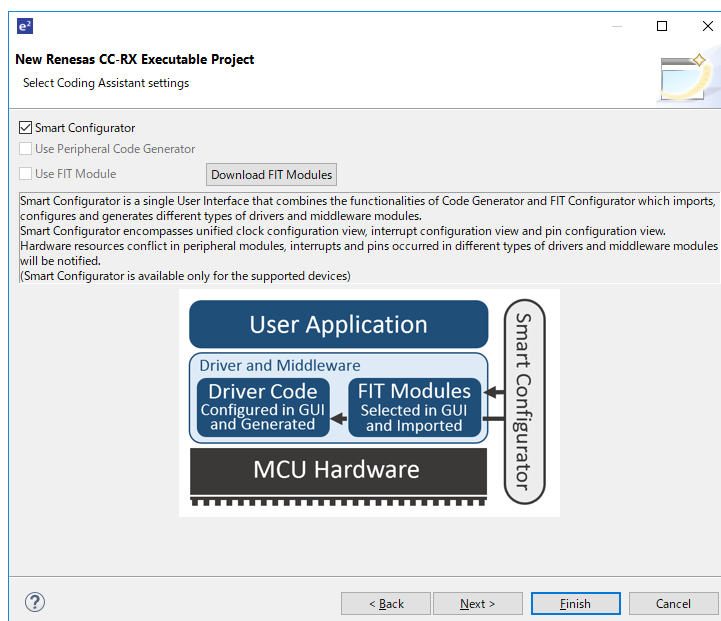 e²
New Renesas CC-RX Executable Project
Select Coding Assistant settings
Smart Configurator
Use Peripheral Code Generator
Use FIT Module
Download FIT Modules
Smart Configurator is a single User Interface that combines the functionalities of Code Generator and FIT Configurator which imports,
configures and generates different types of drivers and middleware modules.
Smart Configurator encompasses unified clock configuration view, interrupt configuration view and pin configuration view.
Hardware resources conflict in peripheral modules, interrupts and pins occurred in different types of drivers and middleware modules
will be notified.
(Smart Configurator is available only for the supported devices)
User Application
Driver and Middleware
Driver Code
Configured in GUI
and Generated
FIT Modules
Selected in GUI
and Imported
MCU Hardware
Smart Configurator
?
< Back
Next >
Finish
Cancel